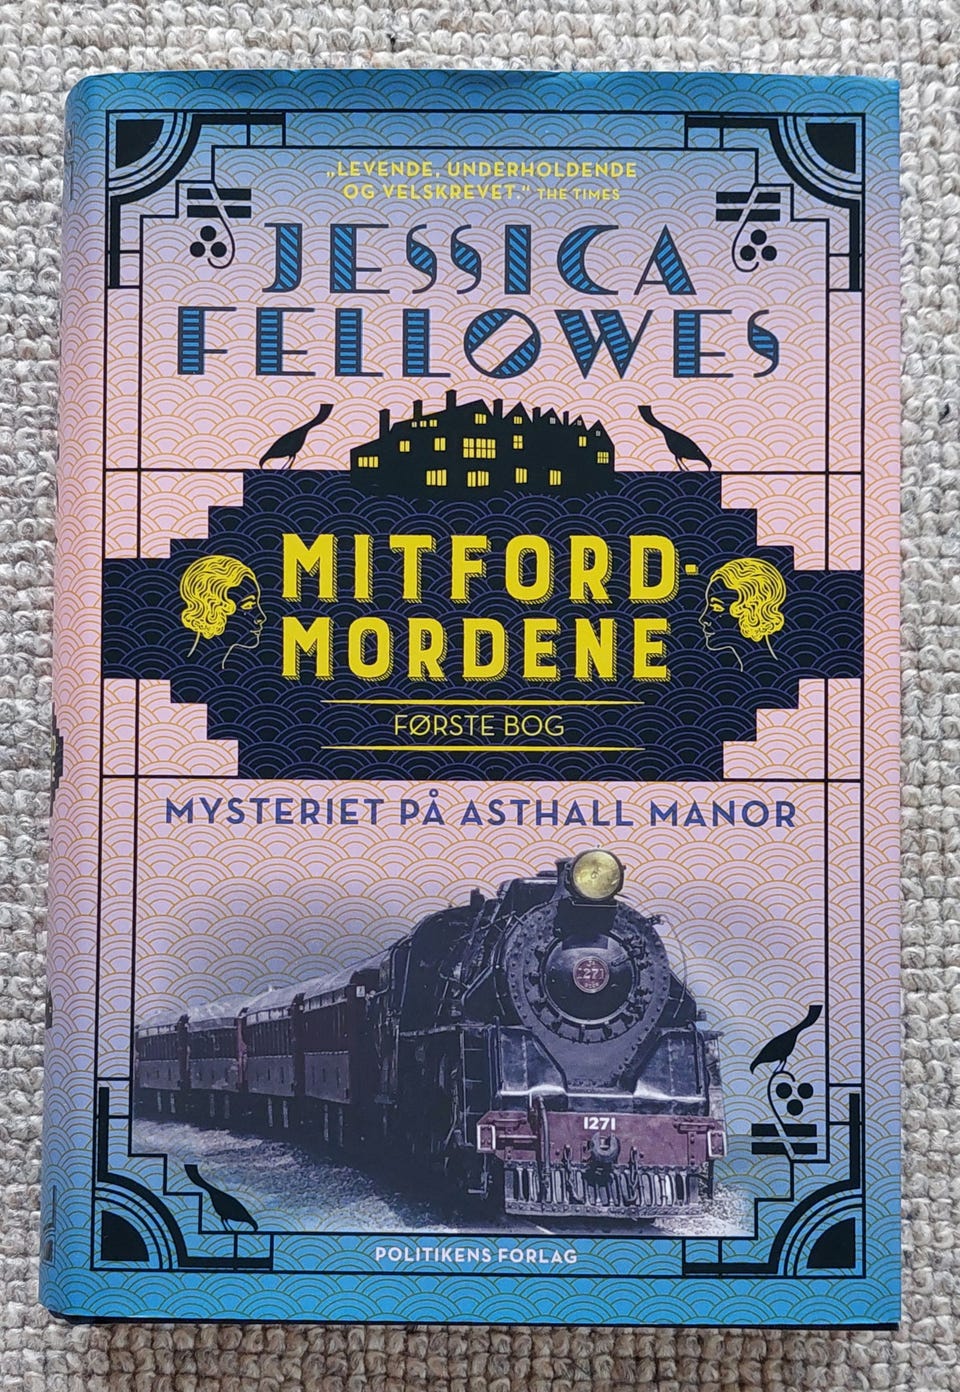 „LEVENDE, UNDERHOLDENDE
OG VELSKREVET.“ THE TIMES
JESSICA
FELLOWES
MITFORD-
MORDENE
FØRSTE BOG
MYSTERIET PÅ ASTHALL MANOR
1271
1271
POLITIKENS FORLAG